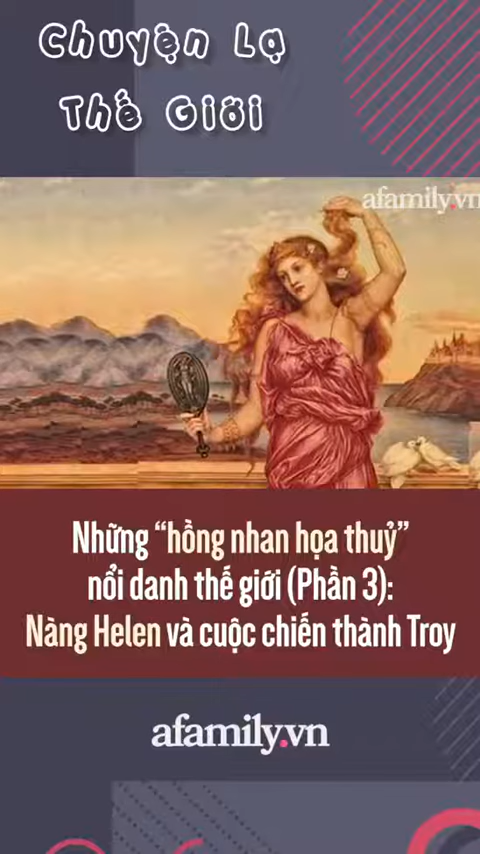 Chuyện Lạ
Thế Giới
afamily.vn
Những “hồng nhan họa thuỷ”
nổi danh thế giới (Phần 3):
Nàng Helen và cuộc chiến thành Troy
afamily.vn